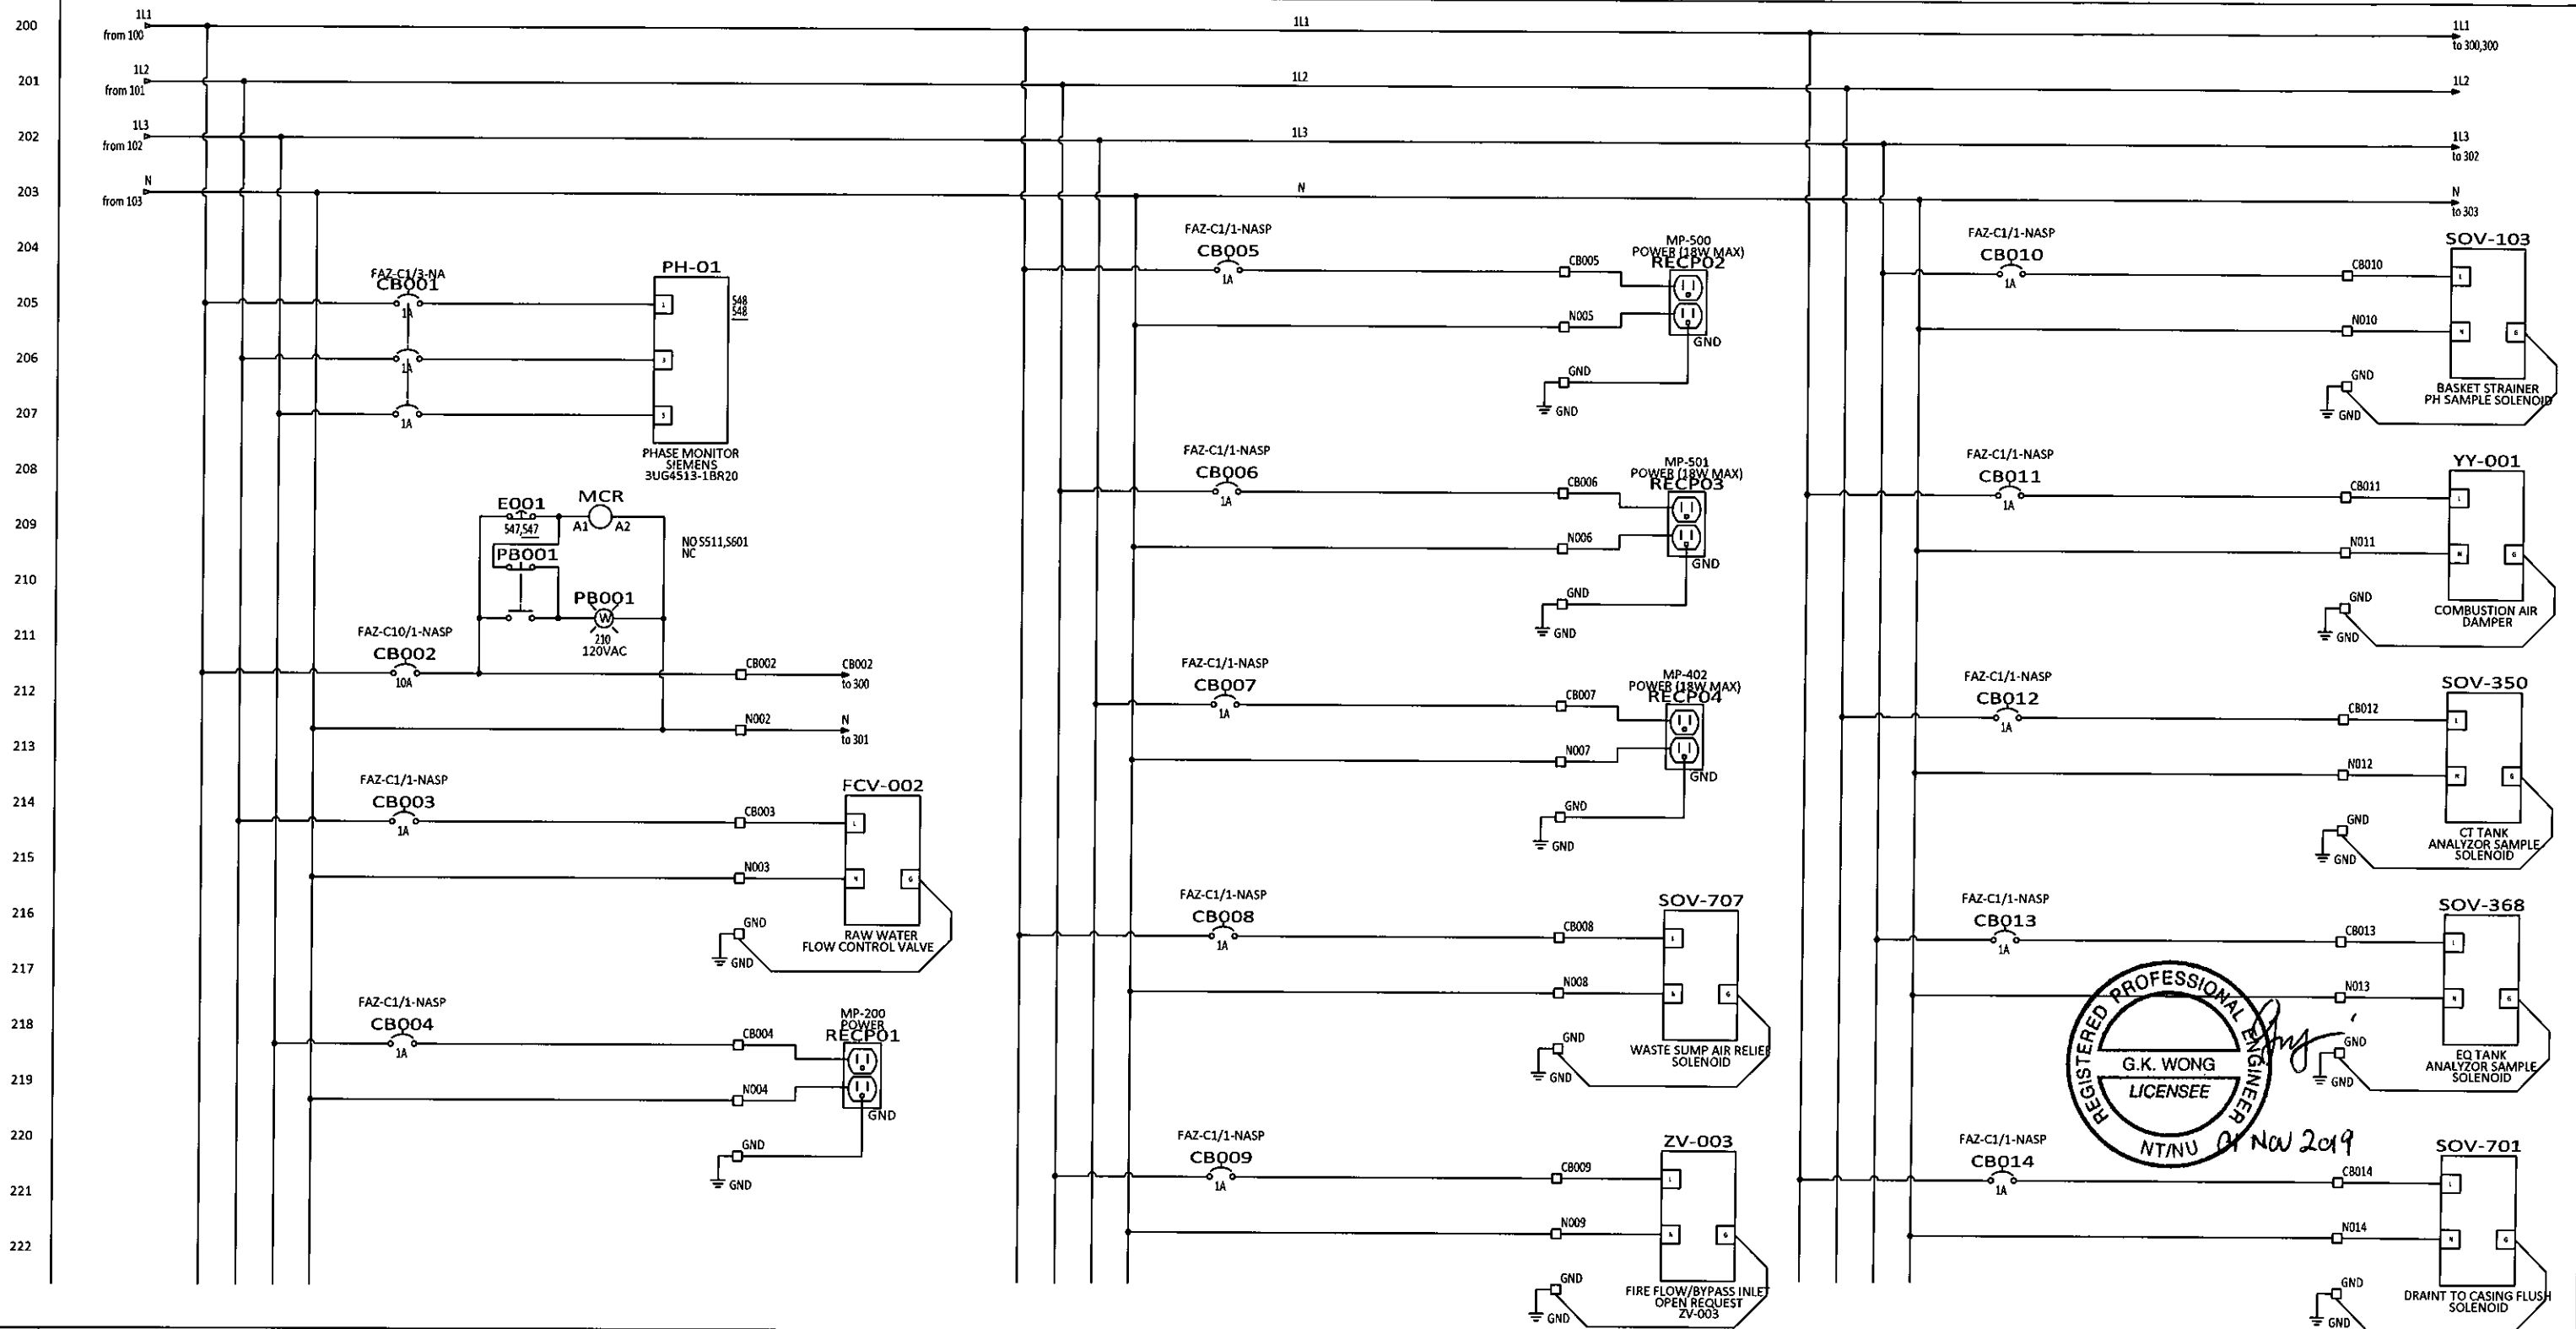 200
201
202
203
204
205
206
207
208
209
210
211
212
213
214
215
216
217
218
219
220
221
222
1L1
from 100
1L2
from 101
1L3
from 102
N
from 103
1L1
1L2
1L3
N
1L1
to 300,300
1L2
1L3
to 302
N
to 303
FAZ-C1/3-NA
CB001
1A
1A
1A
PH-01
1
3
5
548
548
PHASE MONITOR
SIEMENS
3UG4513-1BR20
E001
547,547
MCR
A1
A2
NO 5511,5601
NC
PB001
PB001
W
210
120VAC
FAZ-C10/1-NASP
CB002
10A
CB002
CB002
to 300
N002
N
to 301
FAZ-C1/1-NASP
CB003
1A
CB003
N003
GND
GND
FCV-002
L
N
G
RAW WATER
FLOW CONTROL VALVE
FAZ-C1/1-NASP
CB004
1A
CB004
N004
GND
GND
MP-200
POWER
RECP01
GND
FAZ-C1/1-NASP
CB005
1A
CB005
N005
GND
GND
MP-500
POWER (18W MAX)
RECP02
GND
FAZ-C1/1-NASP
CB006
1A
CB006
N006
GND
GND
MP-501
POWER (18W MAX)
RECP03
GND
FAZ-C1/1-NASP
CB007
1A
CB007
N007
GND
GND
MP-402
POWER (18W MAX)
RECP04
GND
FAZ-C1/1-NASP
CB008
1A
CB008
N008
GND
GND
SOV-707
L
N
G
WASTE SUMP AIR RELIEF
SOLENOID
FAZ-C1/1-NASP
CB009
1A
CB009
N009
GND
GND
ZV-003
L
N
G
FIRE FLOW/BYPASS INLET
OPEN REQUEST
ZV-003
FAZ-C1/1-NASP
CB010
1A
CB010
N010
GND
GND
SOV-103
L
N
G
BASKET STRAINER
PH SAMPLE SOLENOID
FAZ-C1/1-NASP
CB011
1A
CB011
N011
GND
GND
YY-001
L
N
G
COMBUSTION AIR
DAMPER
FAZ-C1/1-NASP
CB012
1A
CB012
N012
GND
GND
SOV-350
L
N
G
CT TANK
ANALYZOR SAMPLE
SOLENOID
FAZ-C1/1-NASP
CB013
1A
CB013
N013
GND
GND
SOV-368
L
N
G
EQ TANK
ANALYZOR SAMPLE
SOLENOID
REGISTERED PROFESSIONAL ENGINEER
G.K. WONG
LICENSEE
NT/NU
Nov 2019
FAZ-C1/1-NASP
CB014
1A
CB014
N014
GND
GND
SOV-701
L
N
G
DRAINT TO CASING FLUSH
SOLENOID